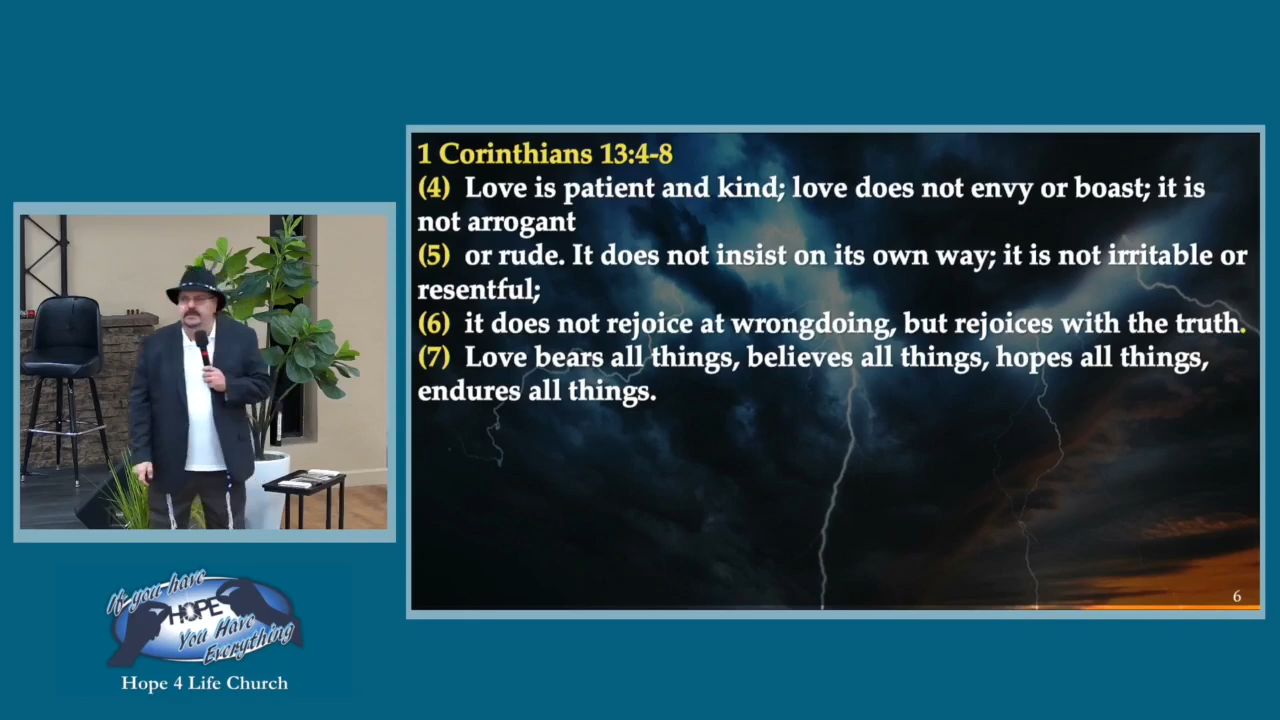 1 Corinthians 13:4-8
(4) Love is patient and kind; love does not envy or boast; it is
not arrogant
(5) or rude. It does not insist on its own way; it is not irritable or
resentful;
(6) it does not rejoice at wrongdoing, but rejoices with the truth.
(7) Love bears all things, believes all things, hopes all things,
endures all things.
6
If you have
HOPE
You Have
Everything
Hope 4 Life Church